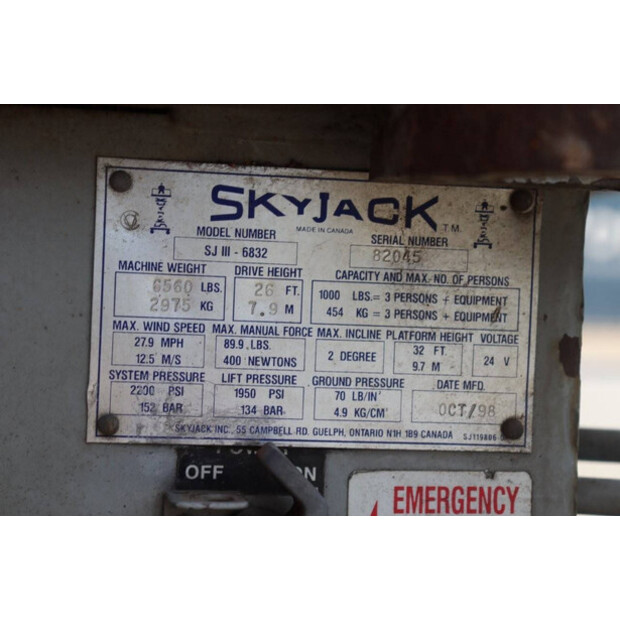 SKYJACK T.M.
MADE IN CANADA
MODEL NUMBER SERIAL NUMBER
SJ III - 6832 82045
MACHINE WEIGHT DRIVE HEIGHT CAPACITY AND MAX. NO. OF PERSONS
6560 LBS. 26 FT. 1000 LBS. = 3 PERSONS + EQUIPMENT
2975 KG 7.9 M 454 KG = 3 PERSONS + EQUIPMENT
MAX. WIND SPEED MAX. MANUAL FORCE MAX. INCLINE PLATFORM HEIGHT VOLTAGE
27.9 MPH 89.9 LBS. 2 DEGREE 32 FT. 24 V
12.5 M/S 400 NEWTONS 9.7 M
SYSTEM PRESSURE LIFT PRESSURE GROUND PRESSURE DATE MFD.
2200 PSI 1950 PSI 70 LB/IN² OCT/98
152 BAR 134 BAR 4.9 KG/CM²
SKYJACK INC., 55 CAMPBELL RD. GUELPH, ONTARIO N1H 1B9 CANADA SJ119806
OFF ON
EMERGENCY